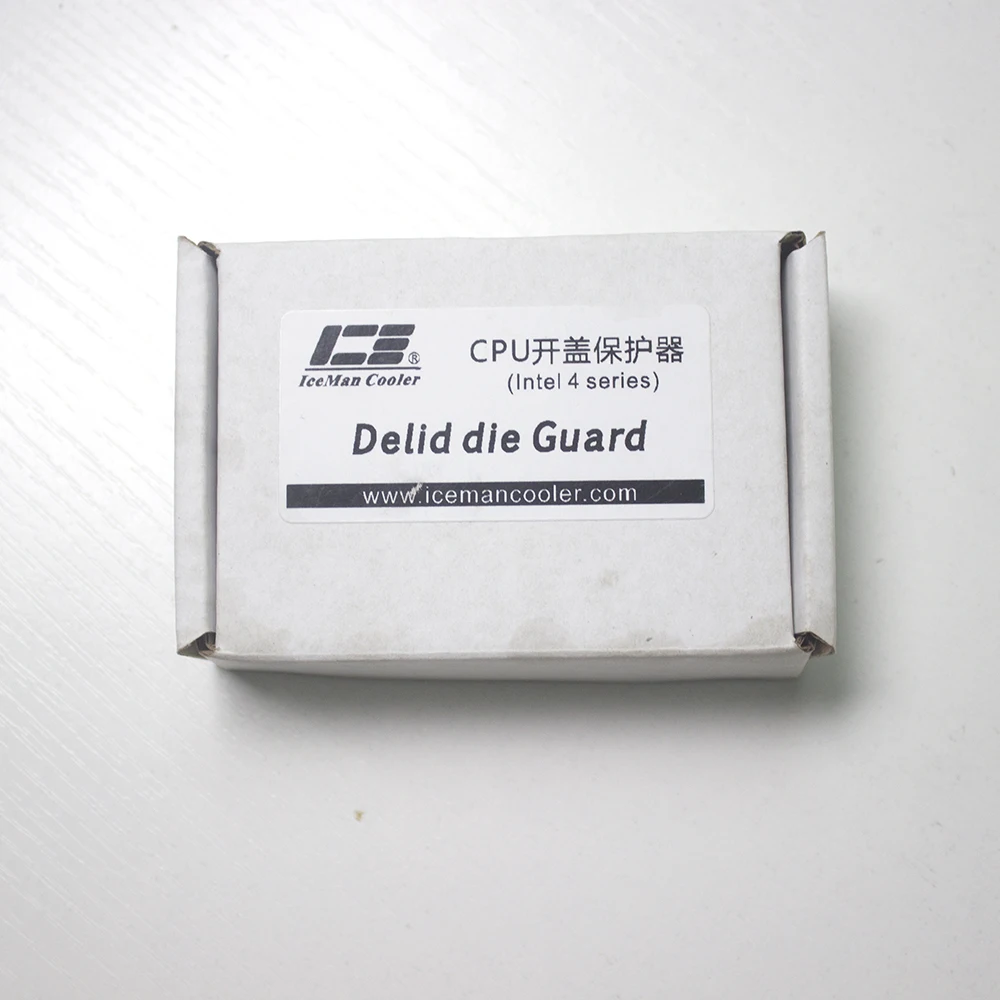 ICE®
IceMan Cooler
CPU开盖保护器
(Intel 4 series)
Delid die Guard
www.icemancooler.com